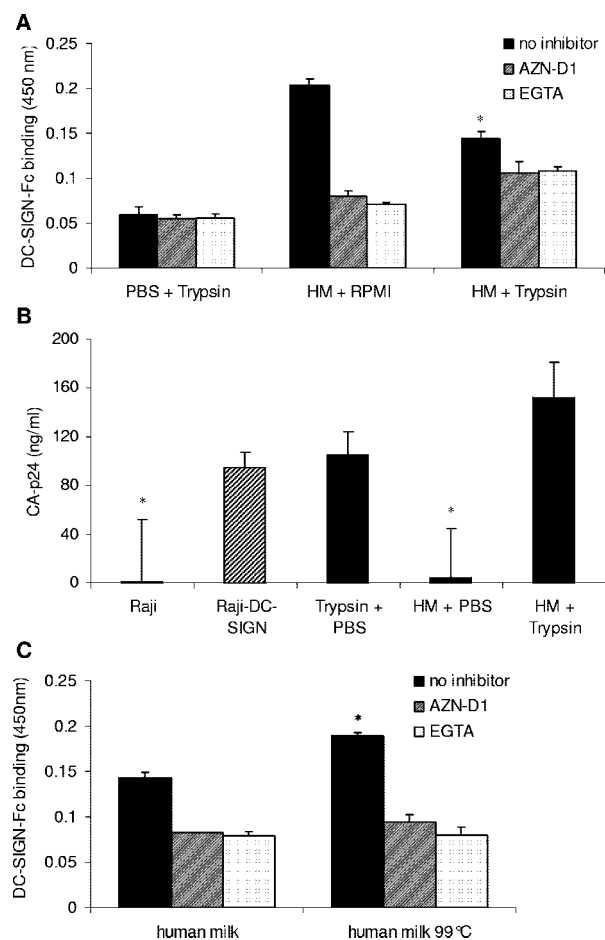 A
DC-SIGN-Fc binding (450 nm)
0.25
0.2
0.15
0.1
0.05
0
no inhibitor
AZN-D1
EGTA
*
PBS + Trypsin
HM + RPMI
HM + Trypsin
B
CA-p24 (ng/ml)
200
160
120
80
40
0
*
*
Raji
Raji-DC-
SIGN
Trypsin +
PBS
HM + PBS
HM +
Trypsin
C
DC-SIGN-Fc binding (450nm)
0.25
0.2
0.15
0.1
0.05
0
no inhibitor
AZN-D1
EGTA
*
human milk
human milk 99°C